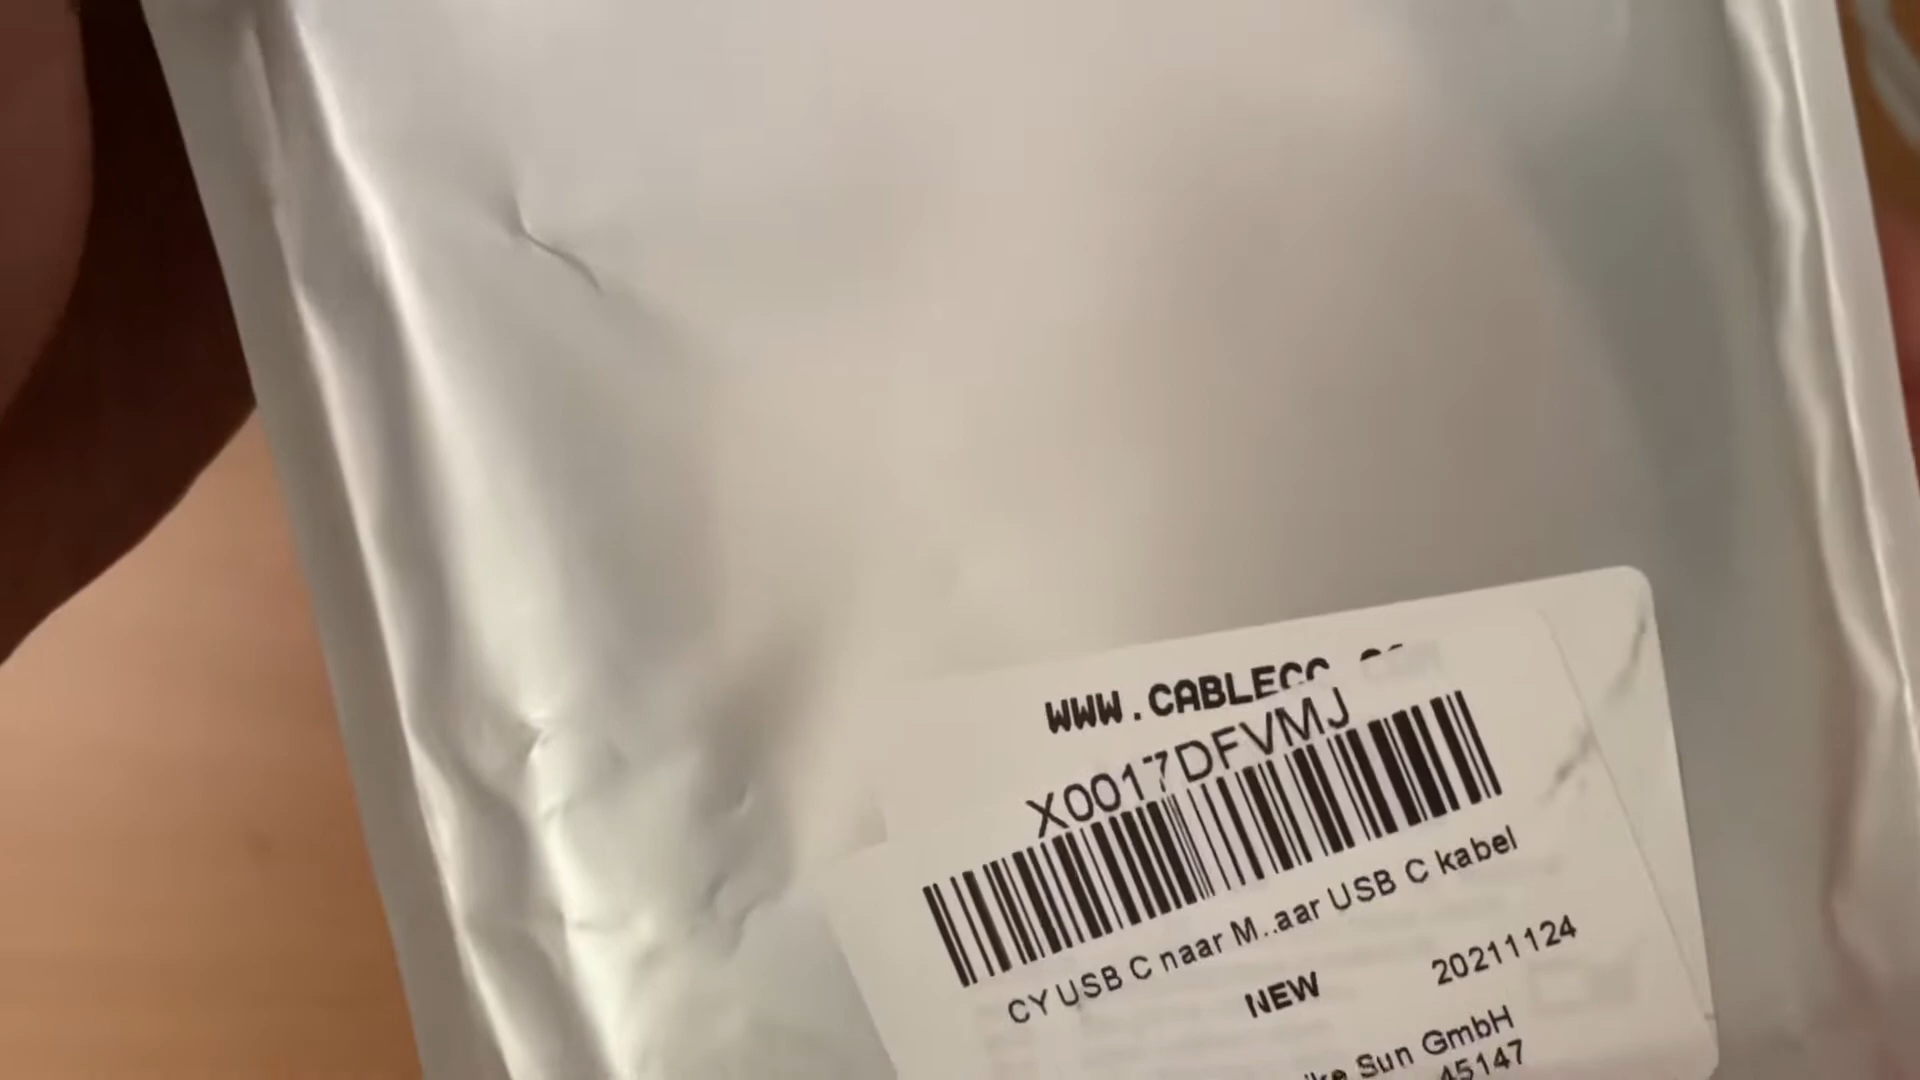 WWW.CABLECC
X0017DFVMJ
CY USB C naar M..aar USB C kabel
NEW
20211124
Sun GmbH
45147